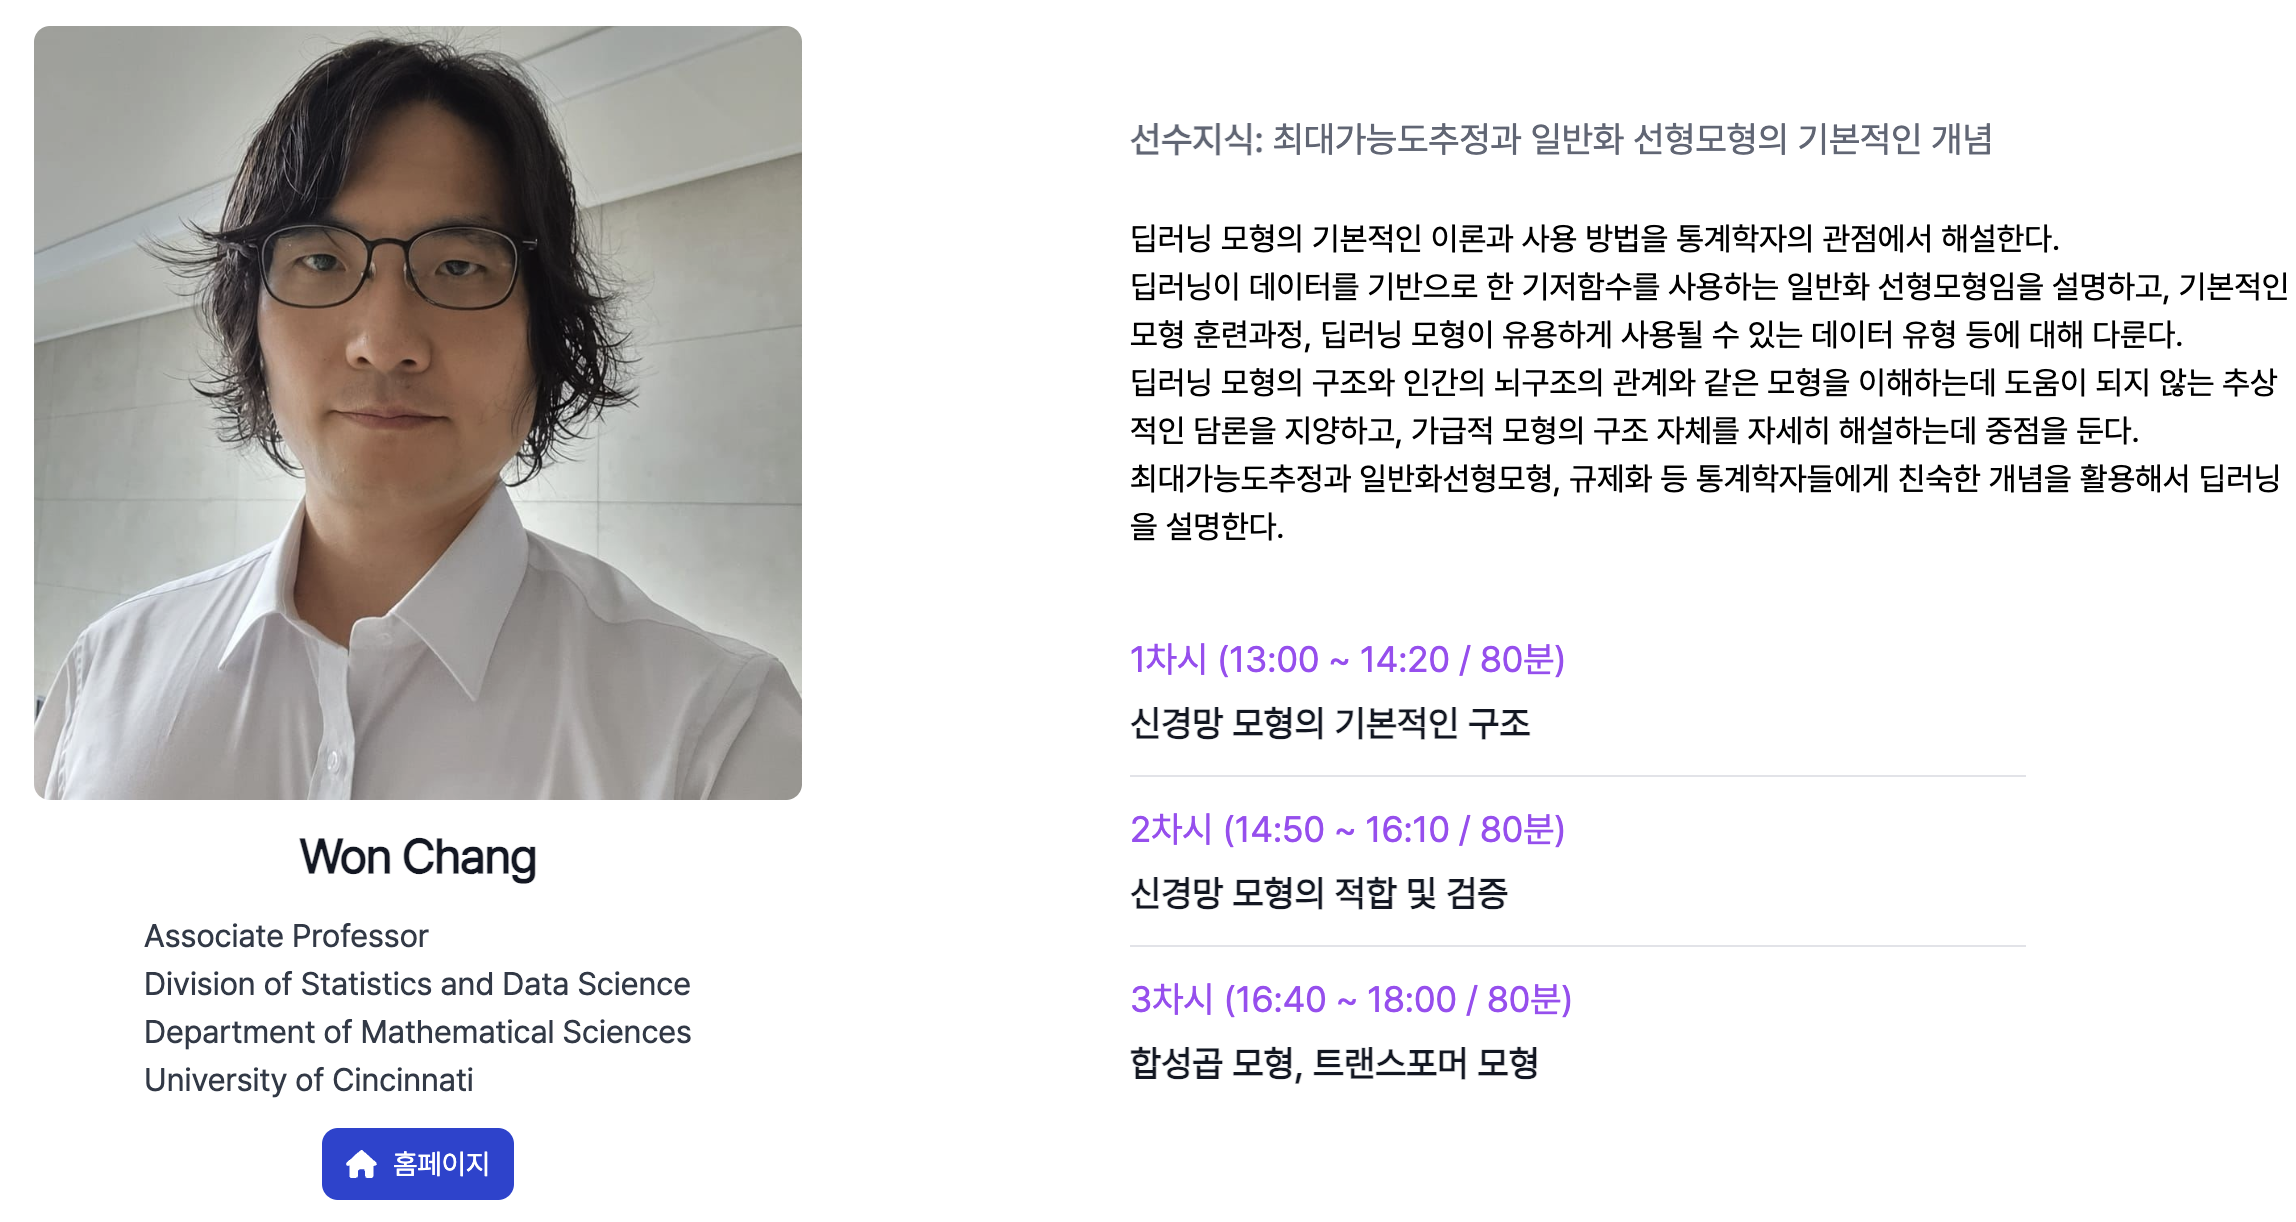 Won Chang
Associate Professor
Division of Statistics and Data Science
Department of Mathematical Sciences
University of Cincinnati
홈페이지
선수지식: 최대가능도추정과 일반화 선형모형의 기본적인 개념
딥러닝 모형의 기본적인 이론과 사용 방법을 통계학자의 관점에서 해설한다.
딥러닝이 데이터를 기반으로 한 기저함수를 사용하는 일반화 선형모형임을 설명하고, 기본적인
모형 훈련과정, 딥러닝 모형이 유용하게 사용될 수 있는 데이터 유형 등에 대해 다룬다.
딥러닝 모형의 구조와 인간의 뇌구조의 관계와 같은 모형을 이해하는데 도움이 되지 않는 추상
적인 담론을 지양하고, 가급적 모형의 구조 자체를 자세히 해설하는데 중점을 둔다.
최대가능도추정과 일반화선형모형, 규제화 등 통계학자들에게 친숙한 개념을 활용해서 딥러닝
을 설명한다.
1차시 (13:00 ~ 14:20 / 80분)
신경망 모형의 기본적인 구조
2차시 (14:50 ~ 16:10 / 80분)
신경망 모형의 적합 및 검증
3차시 (16:40 ~ 18:00 / 80분)
합성곱 모형, 트랜스포머 모형